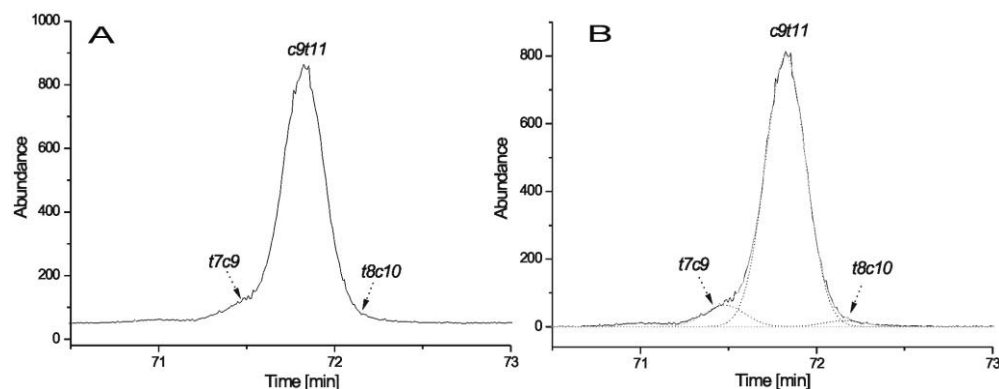 A
c9t11
1000
800
600
400
200
0
Abundance
t7c9
t8c10
71
72
73
Time [min]
B
c9t11
800
600
400
200
0
Abundance
t7c9
t8c10
71
72
73
Time [min]